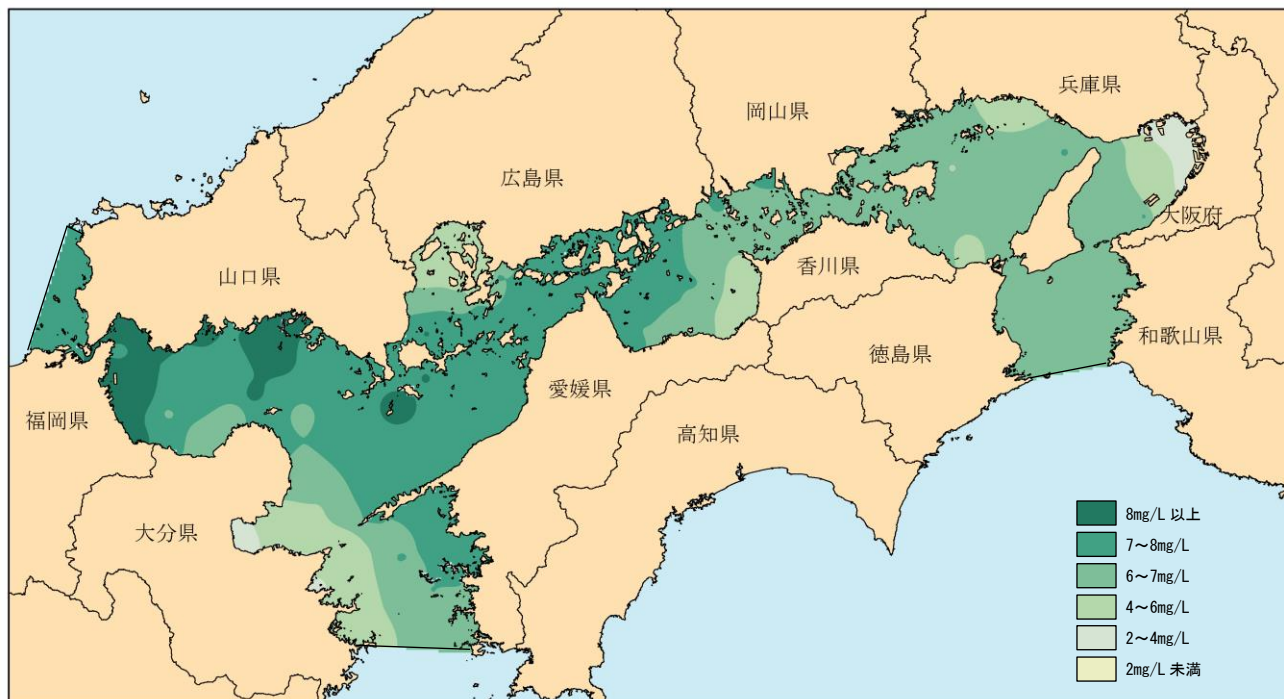 兵庫県
岡山県
広島県
大阪府
山口県
香川県
和歌山県
徳島県
愛媛県
福岡県
高知県
大分県
8mg/L 以上
7～8mg/L
6～7mg/L
4～6mg/L
2～4mg/L
2mg/L 未満